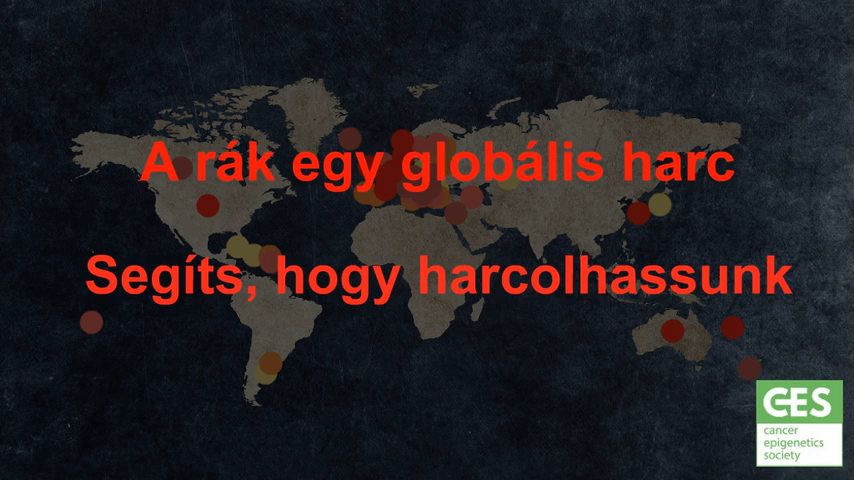 A rák egy globális harc
Segíts, hogy harcolhassunk
CES
cancer
epigenetics
society